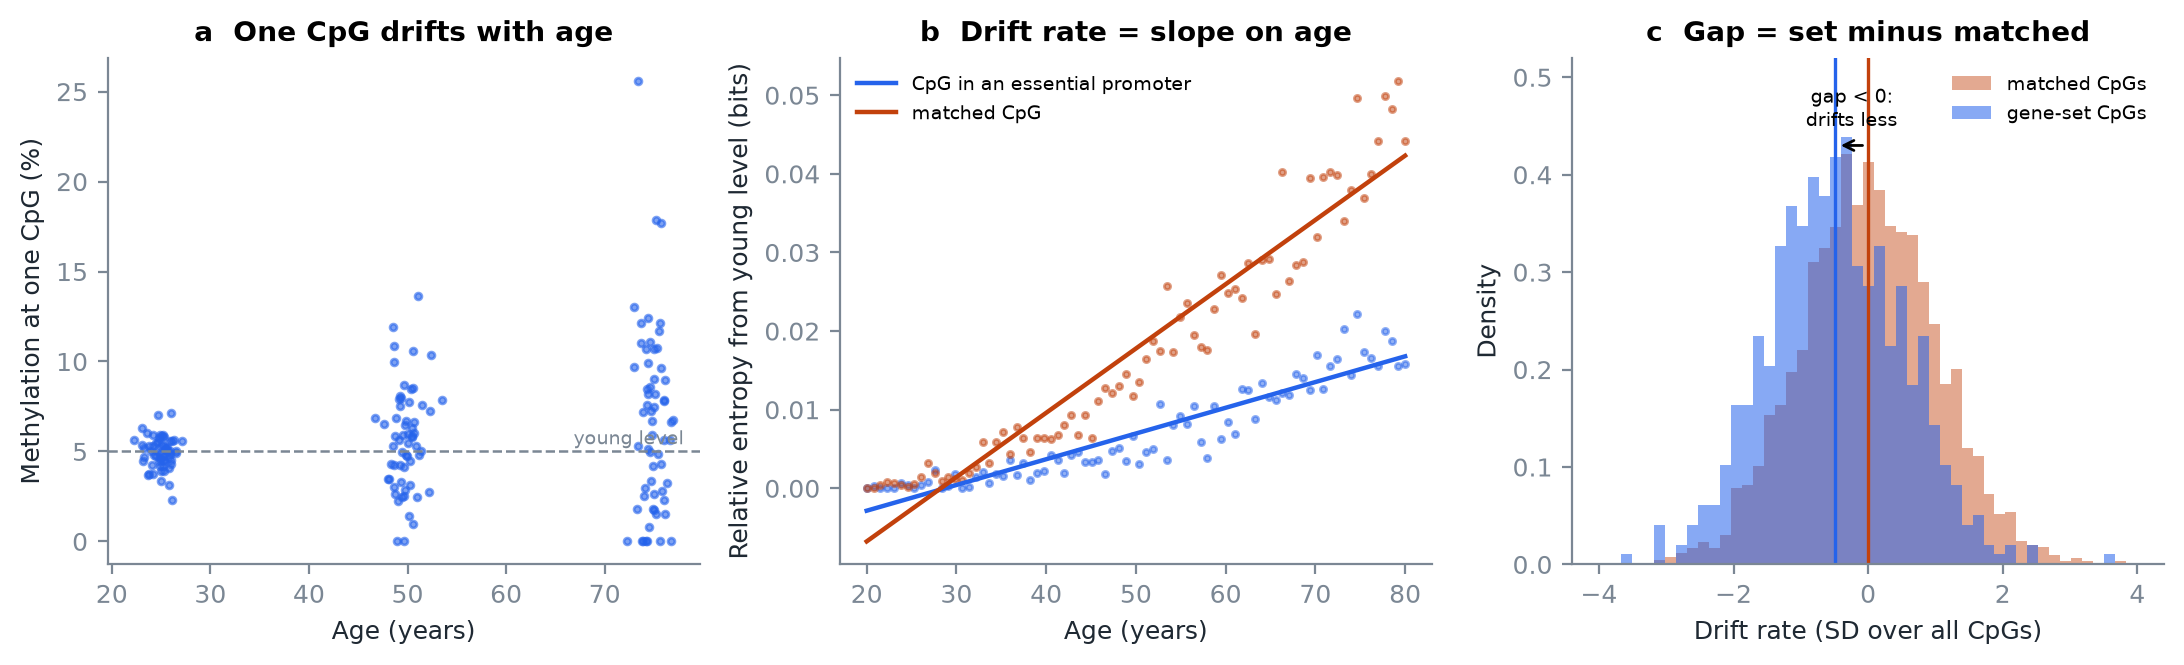 a  One CpG drifts with age
Methylation at one CpG (%)
25
20
15
10
5
0
young level
20 30 40 50 60 70
Age (years)
b  Drift rate = slope on age
Relative entropy from young level (bits)
0.05
0.04
0.03
0.02
0.01
0.00
CpG in an essential promoter
matched CpG
20 30 40 50 60 70 80
Age (years)
c  Gap = set minus matched
Density
0.5
0.4
0.3
0.2
0.1
0.0
gap < 0:
drifts less
matched CpGs
gene-set CpGs
−4 −2 0 2 4
Drift rate (SD over all CpGs)